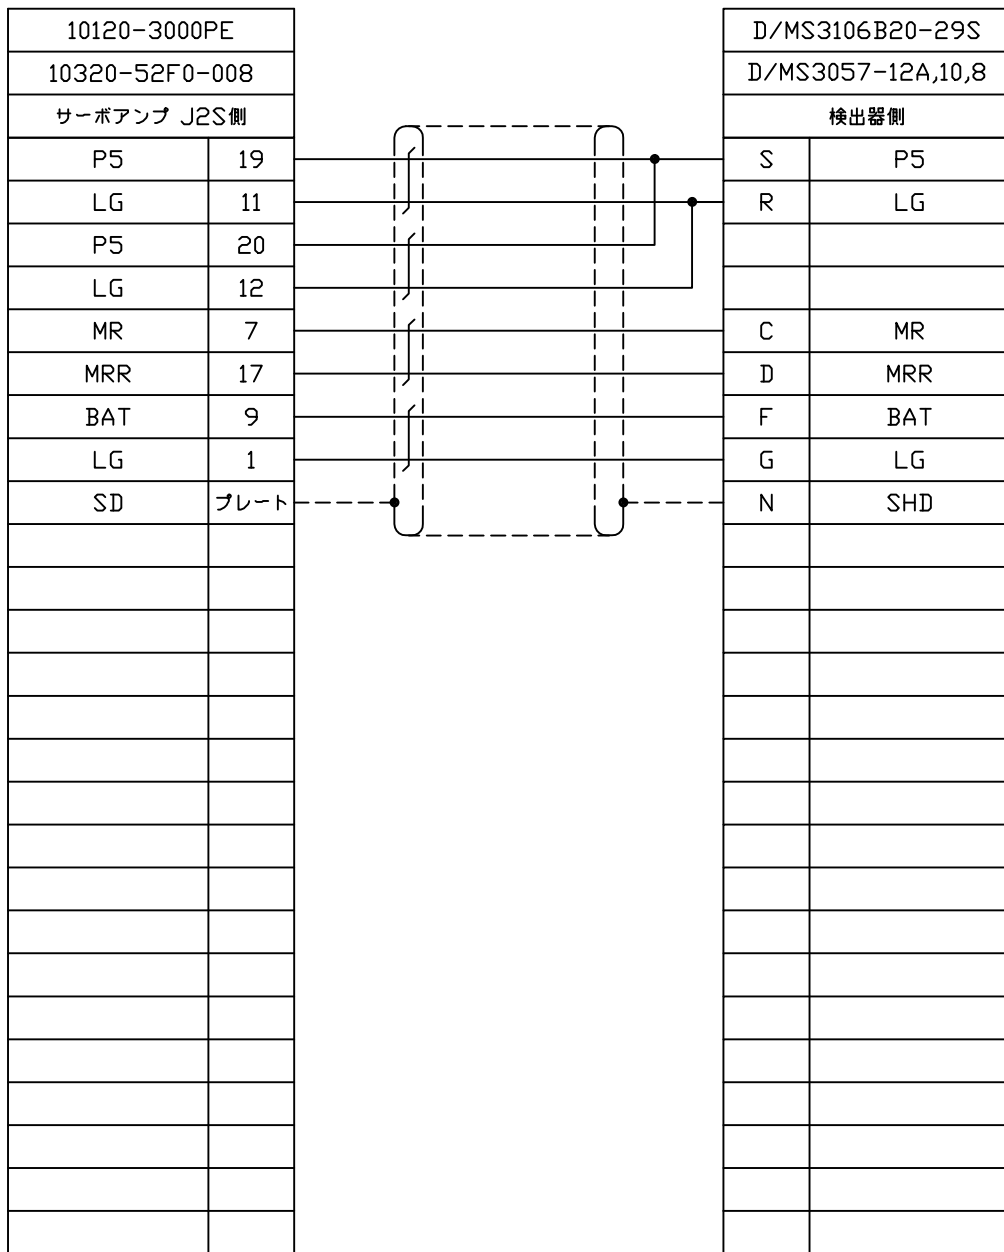 10120-3000PE
10320-52F0-008
サーボアンプ J2S側
P5 19
LG 11
P5 20
LG 12
MR 7
MRR 17
BAT 9
LG 1
SD プレート
D/MS3106B20-29S
D/MS3057-12A,10,8
検出器側
S P5
R LG
C MR
D MRR
F BAT
G LG
N SHD